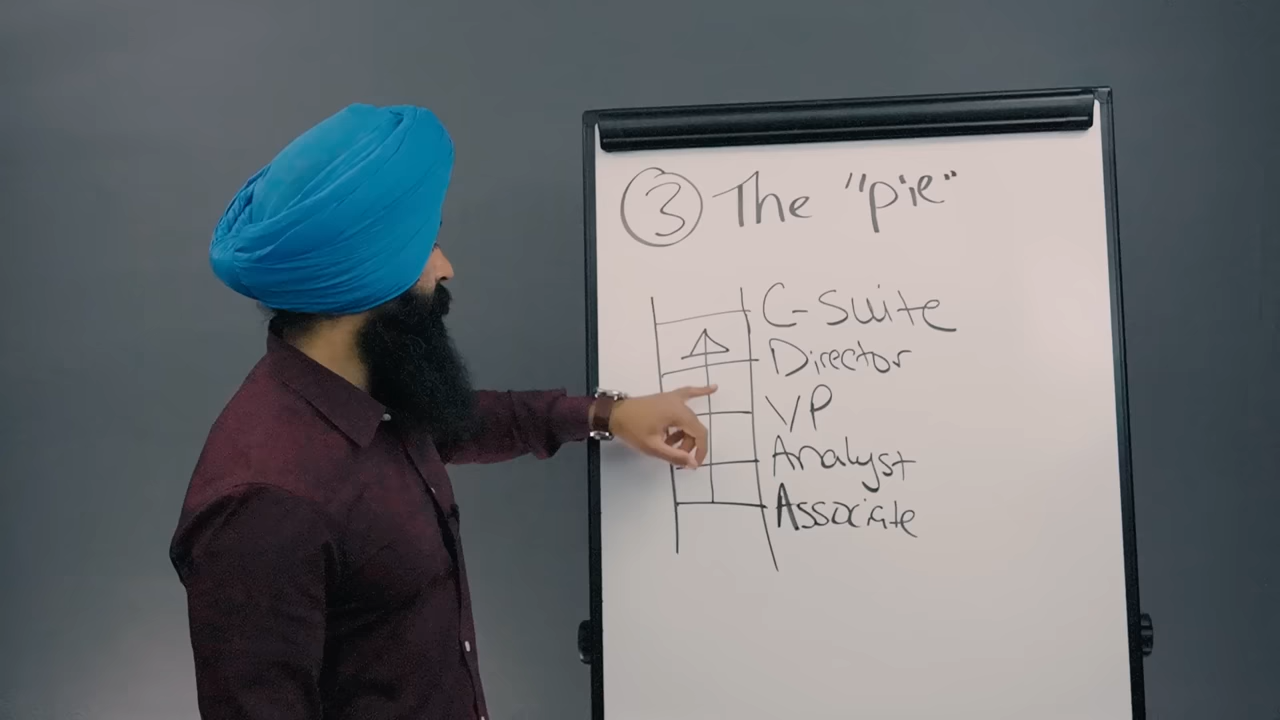 3 The "pie"
C-Suite
Director
VP
Analyst
Associate